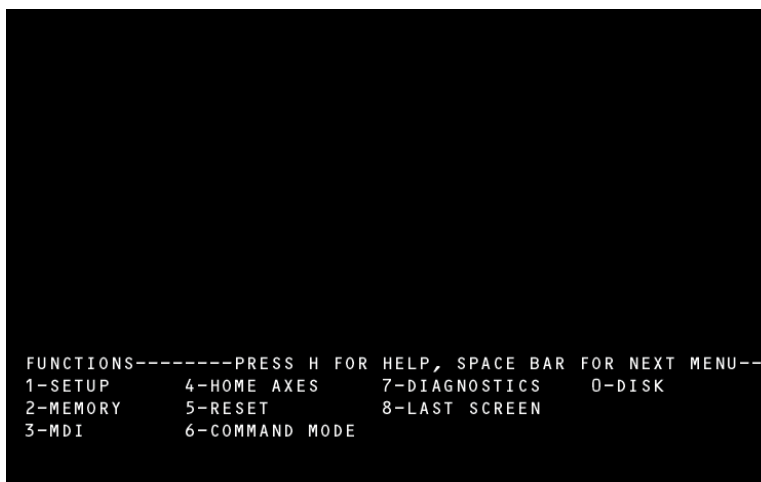 FUNCTIONS--------PRESS H FOR HELP, SPACE BAR FOR NEXT MENU--
1-SETUP 4-HOME AXES 7-DIAGNOSTICS 0-DISK
2-MEMORY 5-RESET 8-LAST SCREEN
3-MDI 6-COMMAND MODE